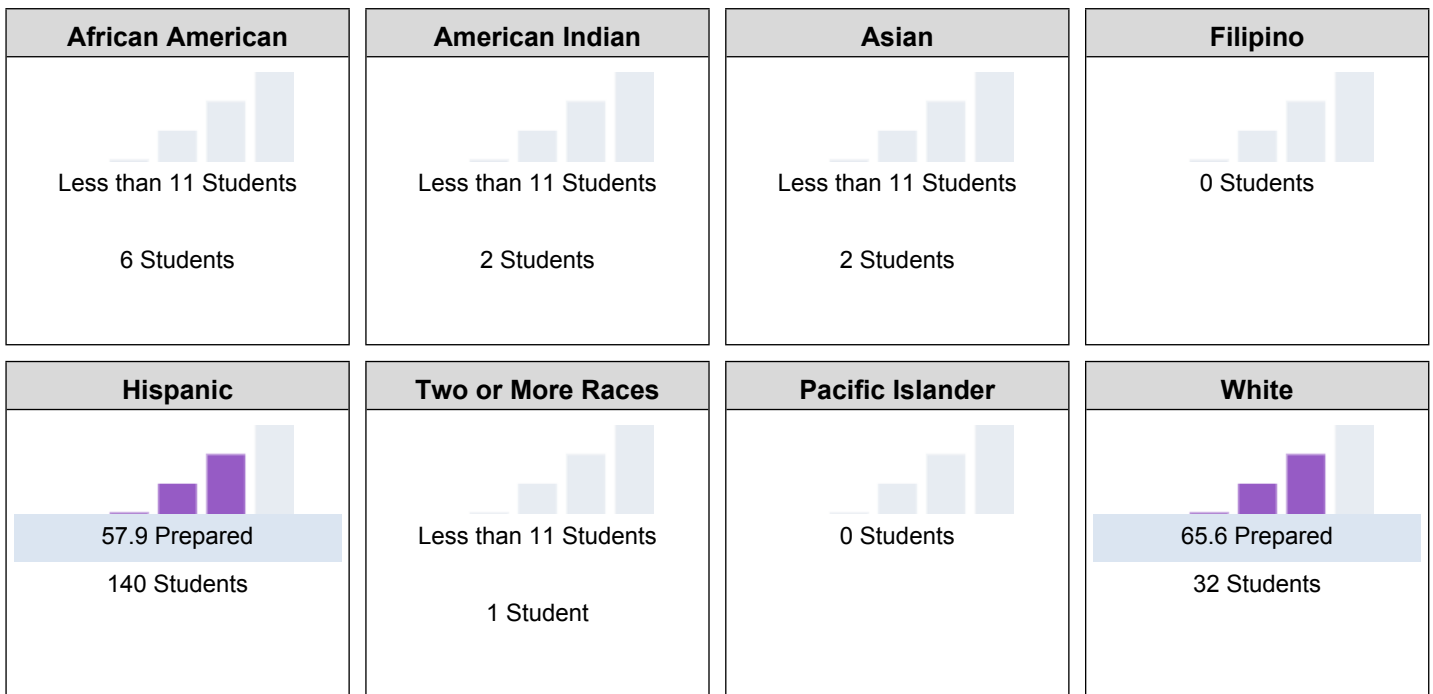 African American
Less than 11 Students
6 Students
American Indian
Less than 11 Students
2 Students
Asian
Less than 11 Students
2 Students
Filipino
0 Students
Hispanic
57.9 Prepared
140 Students
Two or More Races
Less than 11 Students
1 Student
Pacific Islander
0 Students
White
65.6 Prepared
32 Students